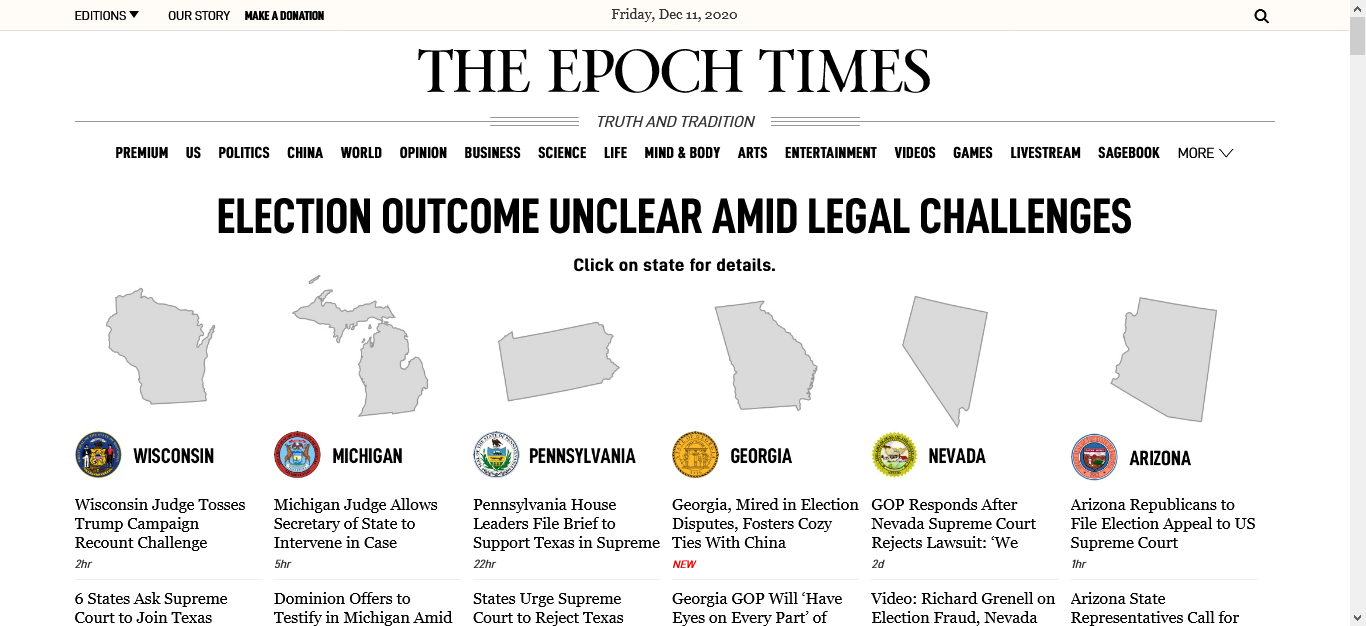 EDITIONS OUR STORY MAKE A DONATION Friday, Dec 11, 2020
THE EPOCH TIMES
TRUTH AND TRADITION
PREMIUM US POLITICS CHINA WORLD OPINION BUSINESS SCIENCE LIFE MIND & BODY ARTS ENTERTAINMENT VIDEOS GAMES LIVESTREAM SAGEBOOK MORE
ELECTION OUTCOME UNCLEAR AMID LEGAL CHALLENGES
Click on state for details.
WISCONSIN
Wisconsin Judge Tosses
Trump Campaign
Recount Challenge
2hr
6 States Ask Supreme
Court to Join Texas
MICHIGAN
Michigan Judge Allows
Secretary of State to
Intervene in Case
5hr
Dominion Offers to
Testify in Michigan Amid
PENNSYLVANIA
Pennsylvania House
Leaders File Brief to
Support Texas in Supreme
22hr
States Urge Supreme
Court to Reject Texas
GEORGIA
Georgia, Mired in Election
Disputes, Fosters Cozy
Ties With China
NEW
Georgia GOP Will ‘Have
Eyes on Every Part’ of
NEVADA
GOP Responds After
Nevada Supreme Court
Rejects Lawsuit: ‘We
2d
Video: Richard Grenell on
Election Fraud, Nevada
ARIZONA
Arizona Republicans to
File Election Appeal to US
Supreme Court
1hr
Arizona State
Representatives Call for